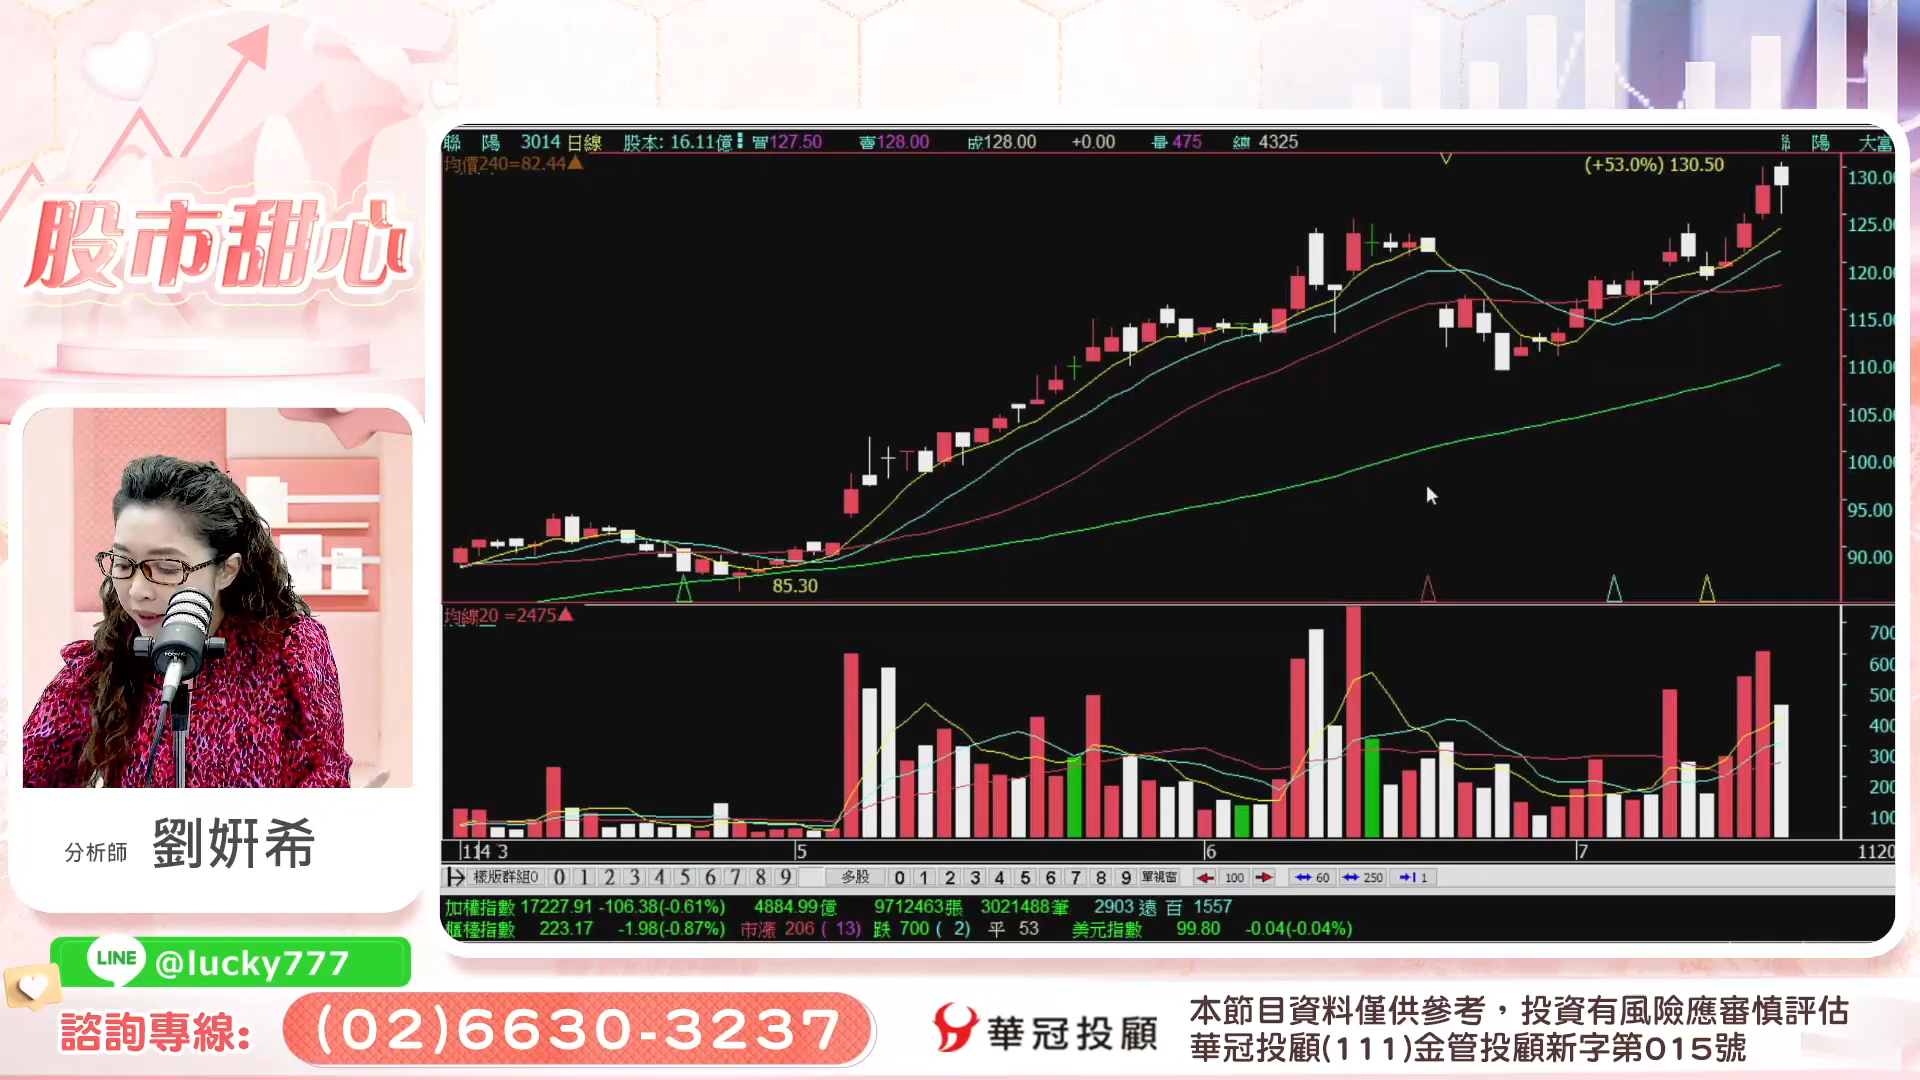 股市甜心
分析師 劉妍希
LINE @lucky777
諮詢專線: (02)6630-3237
華冠投顧
本節目資料僅供參考，投資有風險應審慎評估
華冠投顧(111)金管投顧新字第015號
聯 陽 3014 日線 股本: 16.11億 買127.50 賣128.00 成128.00 +0.00 量 475 總 4325 陽 大富
均價240=82.44▲
(+53.0%) 130.50
130.00
125.00
120.00
115.00
110.00
105.00
100.00
95.00
90.00
85.30
均線20 =2475▲
700
600
500
400
300
200
100
114 3 5 6 7 1120
樣版群組0 0 1 2 3 4 5 6 7 8 9 多股 0 1 2 3 4 5 6 7 8 9 單視窗 100 60 250 1
加權指數 17227.91 -106.38(-0.61%) 4884.99億 9712463張 3021488筆 2903 遠 百 1557
櫃檯指數 223.17 -1.98(-0.87%) 市漲 206 ( 13) 跌 700 ( 2) 平 53 美元指數 99.80 -0.04(-0.04%)